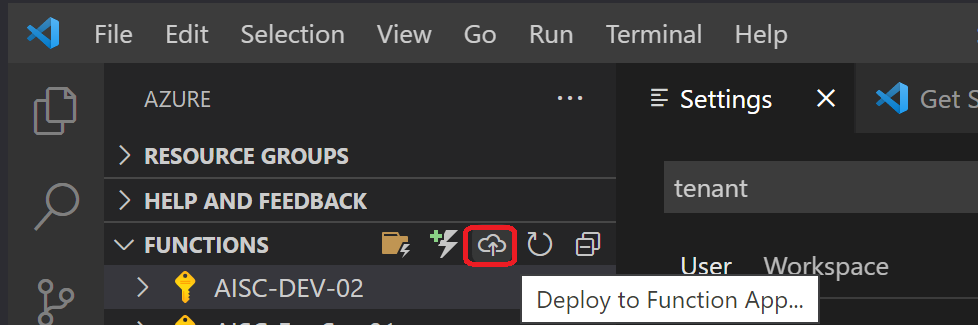 File Edit Selection View Go Run Terminal Help
AZURE ...
Settings
Get S
RESOURCE GROUPS
tenant
HELP AND FEEDBACK
FUNCTIONS
User Workspace
AISC-DEV-02
Deploy to Function App...